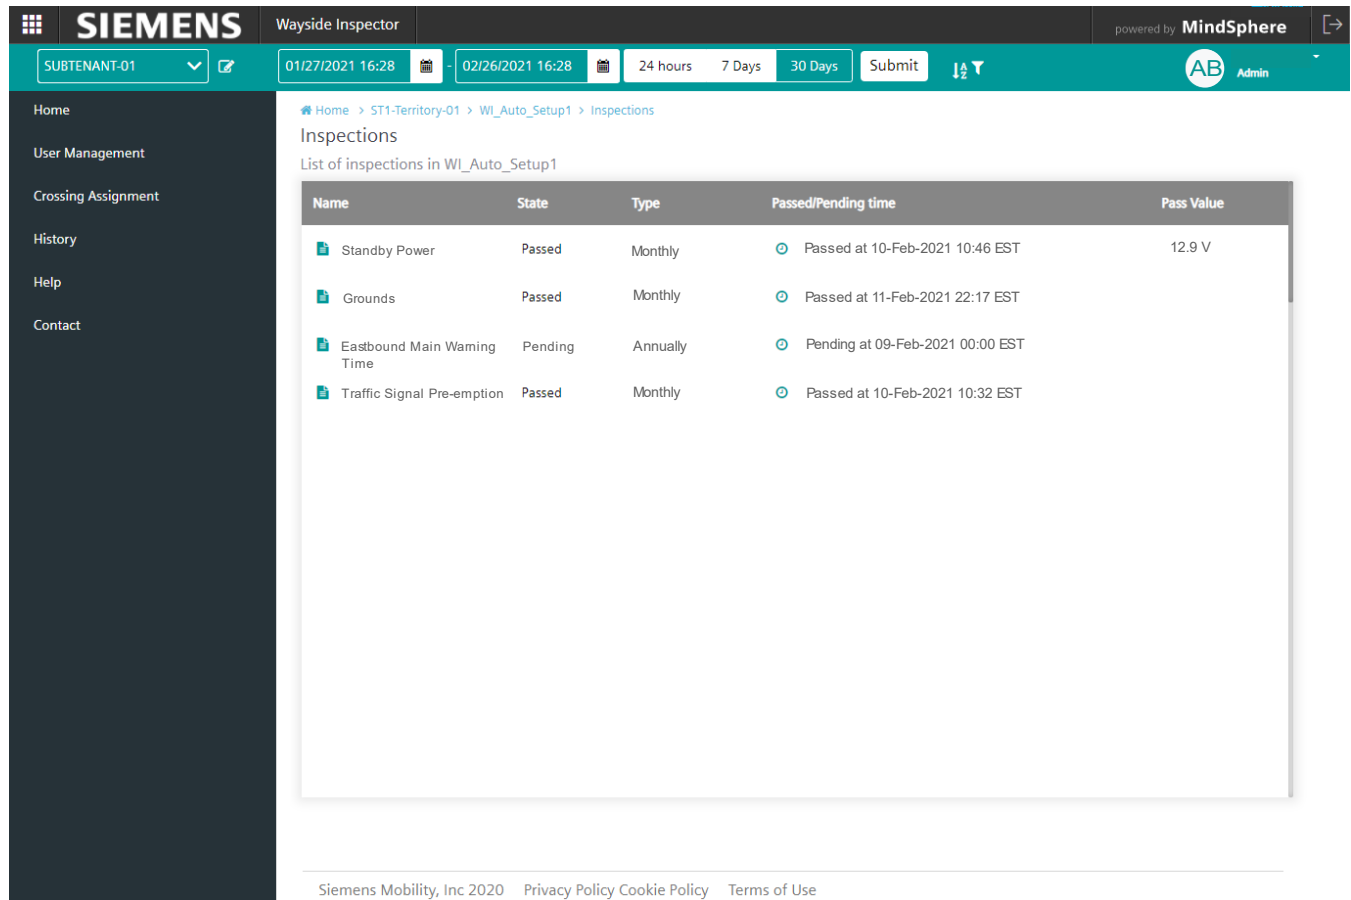 SIEMENS Wayside Inspector powered by MindSphere
SUBTENANT-01 01/27/2021 16:28 - 02/26/2021 16:28 24 hours 7 Days 30 Days Submit AB Admin
Home
User Management
Crossing Assignment
History
Help
Contact
Home > ST1-Territory-01 > WI_Auto_Setup1 > Inspections
Inspections
List of inspections in WI_Auto_Setup1
Name State Type Passed/Pending time Pass Value
Standby Power Passed Monthly Passed at 10-Feb-2021 10:46 EST 12.9 V
Grounds Passed Monthly Passed at 11-Feb-2021 22:17 EST
Eastbound Main Warning Pending Annually Pending at 09-Feb-2021 00:00 EST
Time
Traffic Signal Pre-emption Passed Monthly Passed at 10-Feb-2021 10:32 EST
Siemens Mobility, Inc 2020 Privacy Policy Cookie Policy Terms of Use